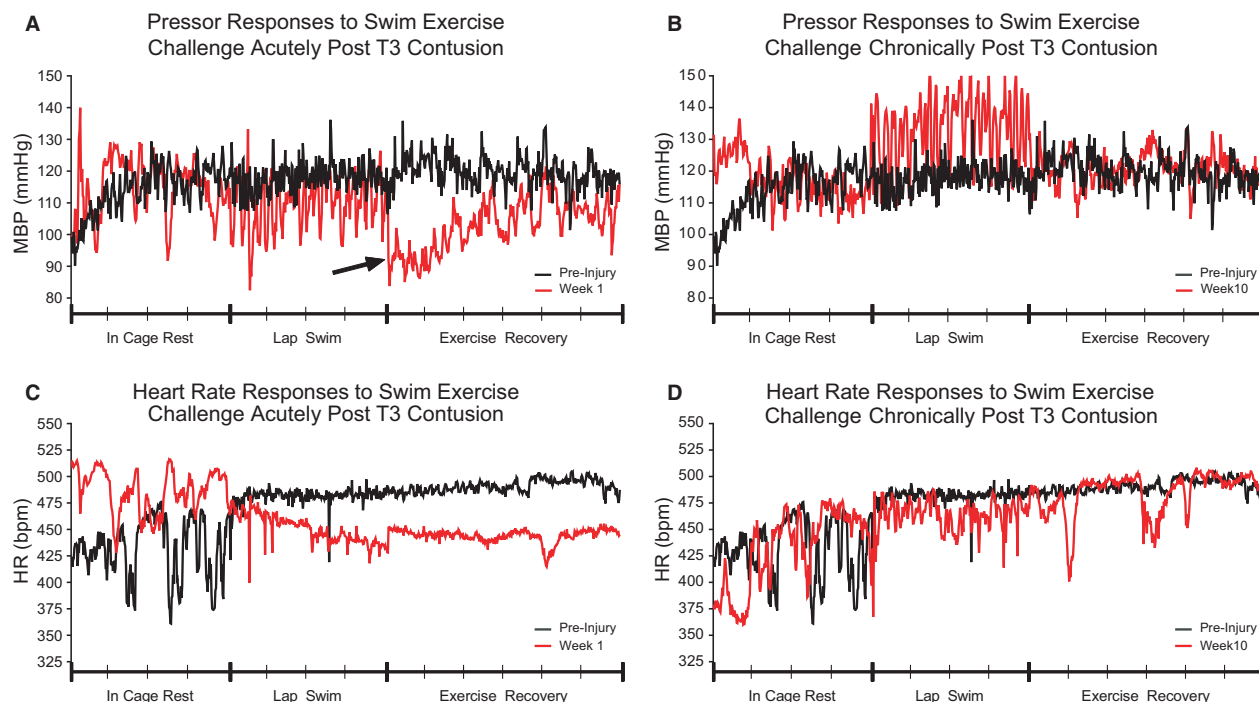 A
Pressor Responses to Swim Exercise
Challenge Acutely Post T3 Contusion
MBP (mmHg)
150
140
130
120
110
100
90
80
Pre-Injury
Week 1
In Cage Rest
Lap Swim
Exercise Recovery
B
Pressor Responses to Swim Exercise
Challenge Chronically Post T3 Contusion
MBP (mmHg)
150
140
130
120
110
100
90
80
Pre-Injury
Week10
In Cage Rest
Lap Swim
Exercise Recovery
C
Heart Rate Responses to Swim Exercise
Challenge Acutely Post T3 Contusion
HR (bpm)
550
525
500
475
450
425
400
375
350
325
Pre-Injury
Week 1
In Cage Rest
Lap Swim
Exercise Recovery
D
Heart Rate Responses to Swim Exercise
Challenge Chronically Post T3 Contusion
HR (bpm)
550
525
500
475
450
425
400
375
350
325
Pre-Injury
Week10
In Cage Rest
Lap Swim
Exercise Recovery